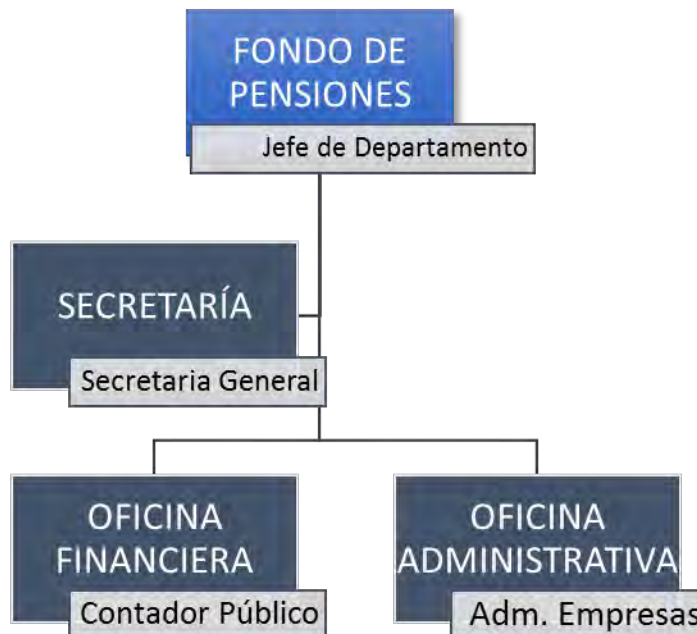 FONDO DE
PENSIONES
Jefe de Departamento
SECRETARÍA
Secretaria General
OFICINA
FINANCIERA
Contador Público
OFICINA
ADMINISTRATIVA
Adm. Empresas